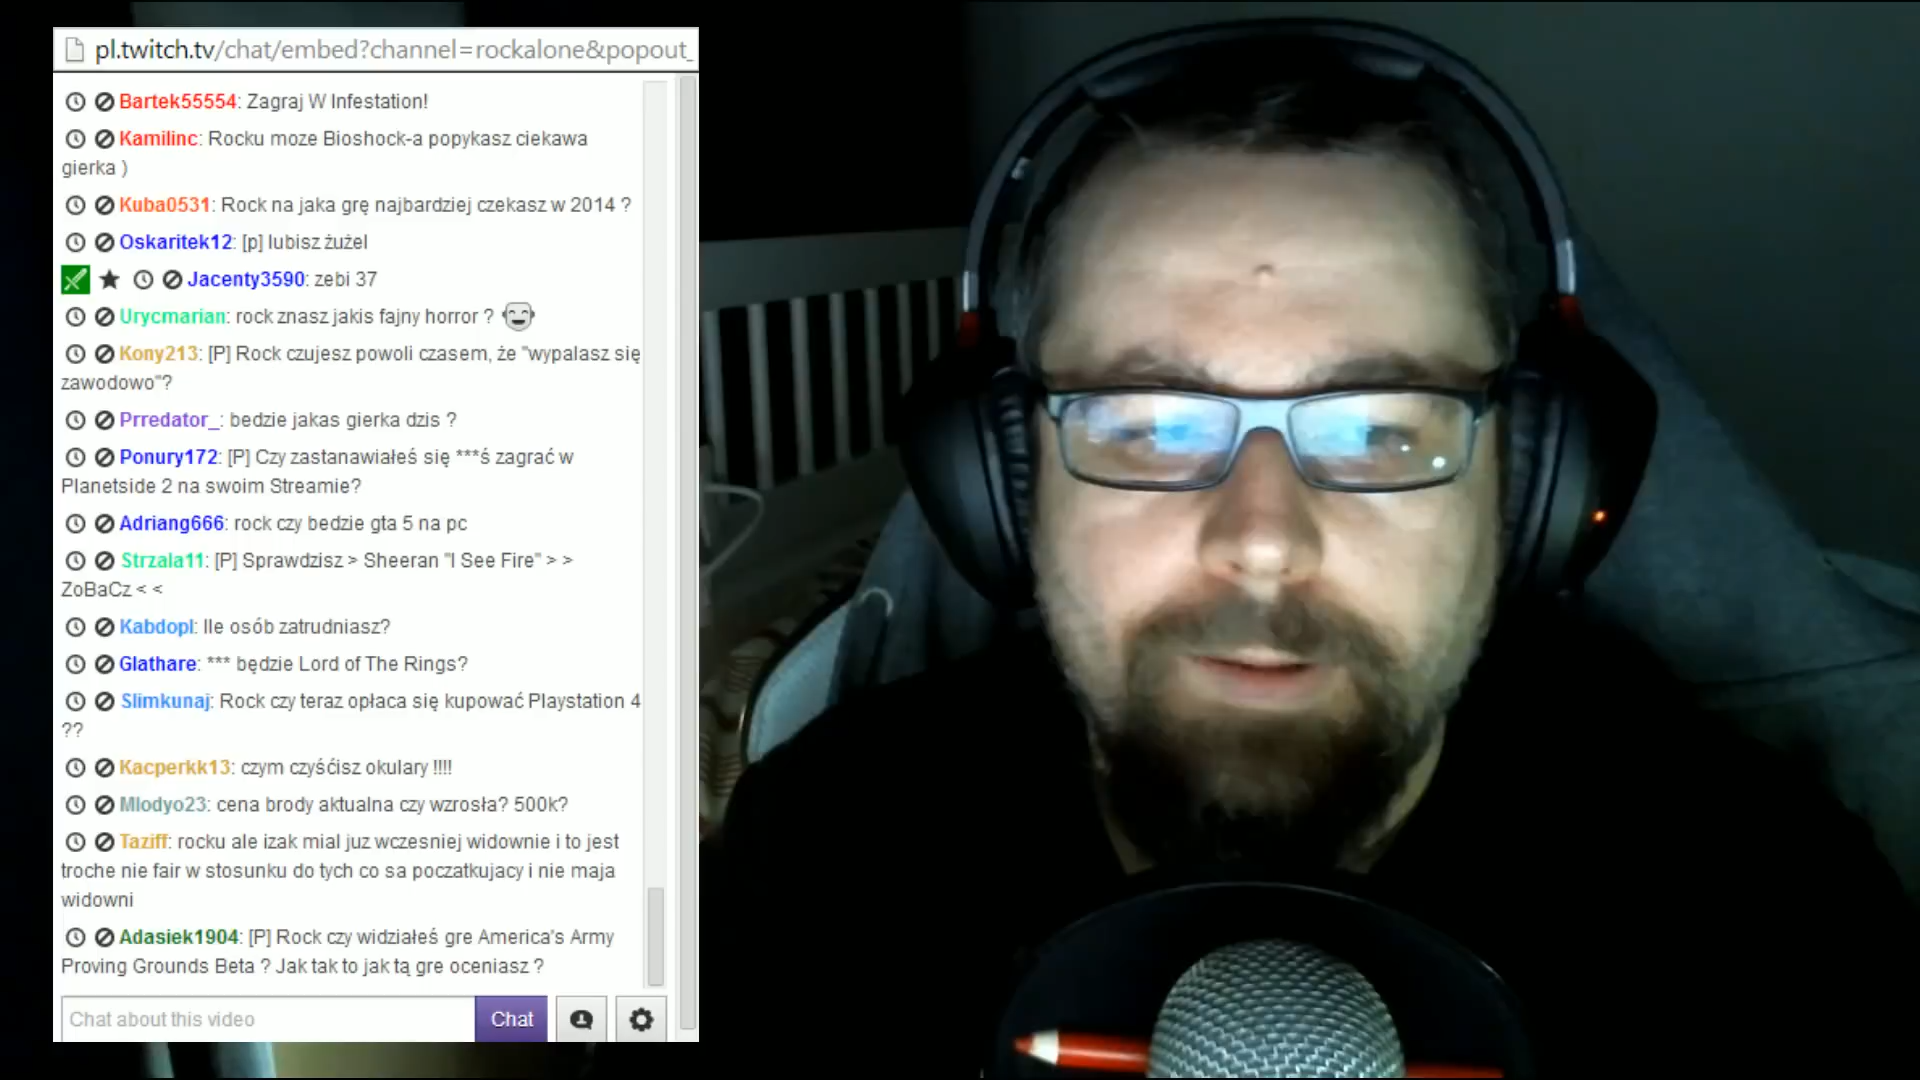 pl.twitch.tv/chat/embed?channel=rockalone&popout_
Bartek55554: Zagraj W Infestation!
Kamilinc: Rocku moze Bioshock-a popykasz ciekawa
gierka )
Kuba0531: Rock na jaka grę najbardziej czekasz w 2014 ?
Oskaritek12: [p] lubisz żużel
Jacenty3590: zebi 37
Urycmarian: rock znasz jakis fajny horror ?
Kony213: [P] Rock czujesz powoli czasem, że "wypalasz się
zawodowo"?
Prredator_: bedzie jakas gierka dzis ?
Ponury172: [P] Czy zastanawiałeś się ***ś zagrać w
Planetside 2 na swoim Streamie?
Adriang666: rock czy bedzie gta 5 na pc
Strzala11: [P] Sprawdzisz > Sheeran "I See Fire" > >
ZoBaCz < <
Kabdopl: Ile osób zatrudniasz?
Glathare: *** będzie Lord of The Rings?
Slimkunaj: Rock czy teraz opłaca się kupować Playstation 4
??
Kacperkk13: czym czyśćisz okulary !!!!
Mlodyo23: cena brody aktualna czy wzrosła? 500k?
Taziff: rocku ale izak mial juz wczesniej widownie i to jest
troche nie fair w stosunku do tych co sa poczatkujacy i nie maja
widowni
Adasiek1904: [P] Rock czy widziałeś gre America's Army
Proving Grounds Beta ? Jak tak to jak tą gre oceniasz ?
Chat about this video
Chat